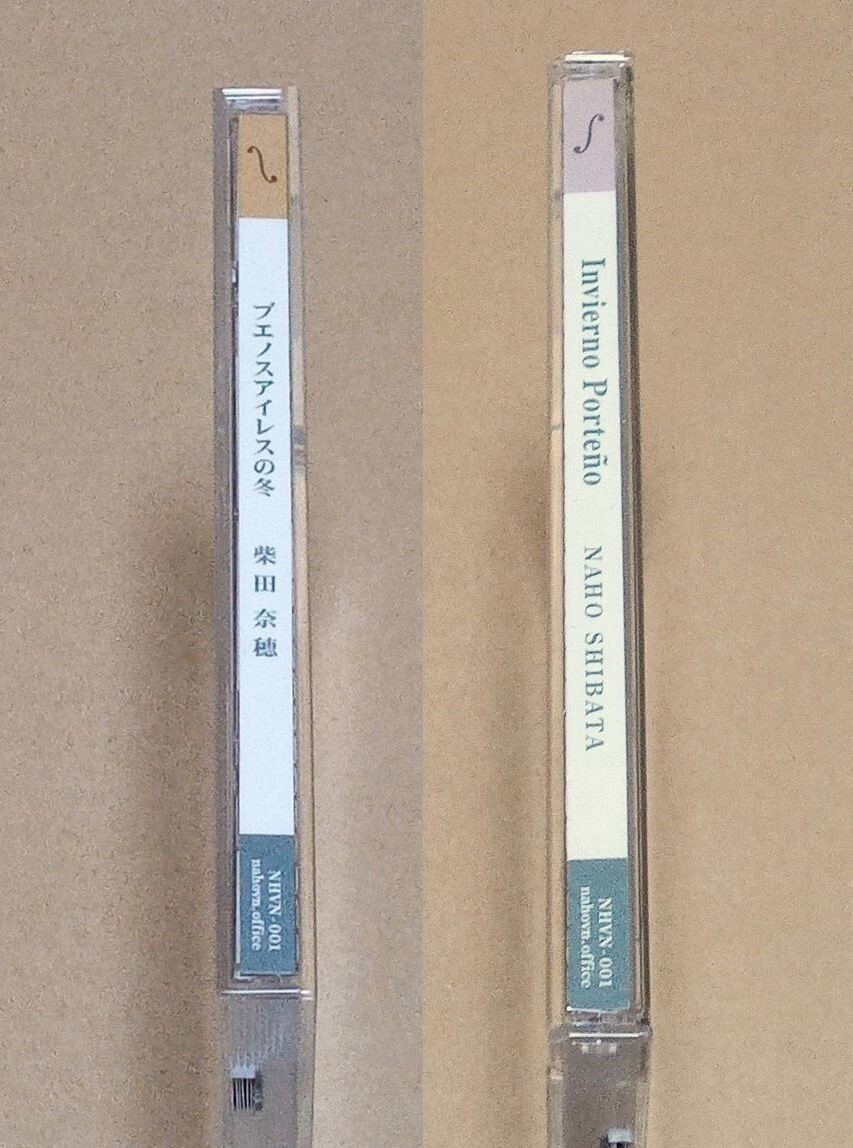 ブエノスアイレスの冬 柴田奈穂
NHVN-001
nahovn.office
Invierno Porteño NAHO SHIBATA
NHVN-001
nahovn.office